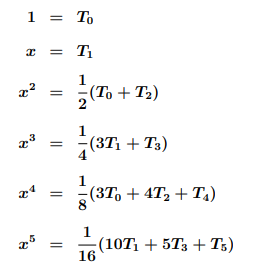 1 = T₀
x = T₁
x² = 1/2 (T₀ + T₂)
x³ = 1/4 (3T₁ + T₃)
x⁴ = 1/8 (3T₀ + 4T₂ + T₄)
x⁵ = 1/16 (10T₁ + 5T₃ + T₅)